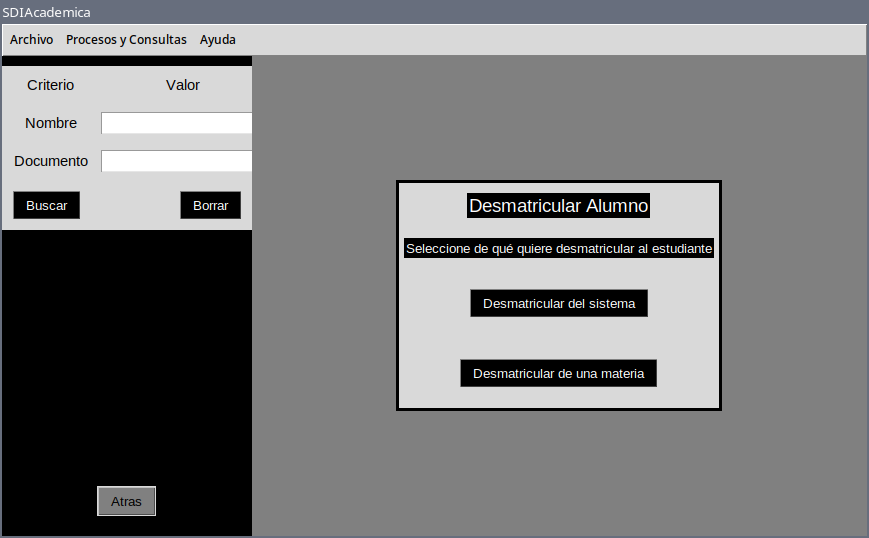 SDIAcademica
Archivo Procesos y Consultas Ayuda
Criterio Valor
Nombre
Documento
Buscar Borrar
Desmatricular Alumno
Seleccione de qué quiere desmatricular al estudiante
Desmatricular del sistema
Desmatricular de una materia
Atras